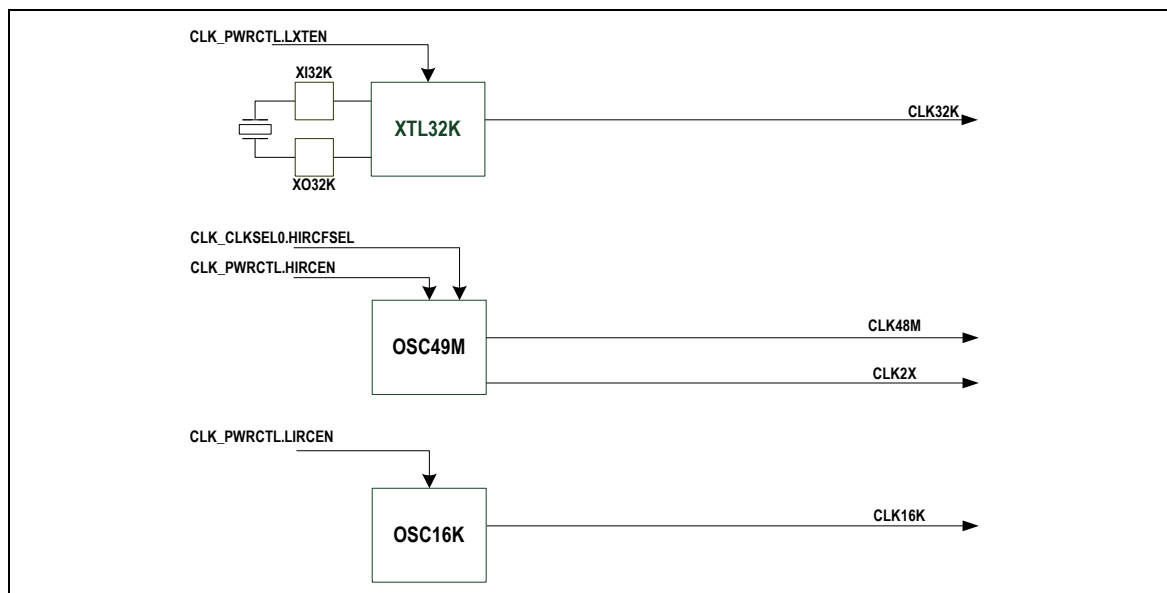 CLK_PWRCTL.LXTEN
XI32K
XTL32K
CLK32K
XO32K
CLK_CLKSEL0.HIRCFSEL
CLK_PWRCTL.HIRCEN
OSC49M
CLK48M
CLK2X
CLK_PWRCTL.LIRCEN
OSC16K
CLK16K